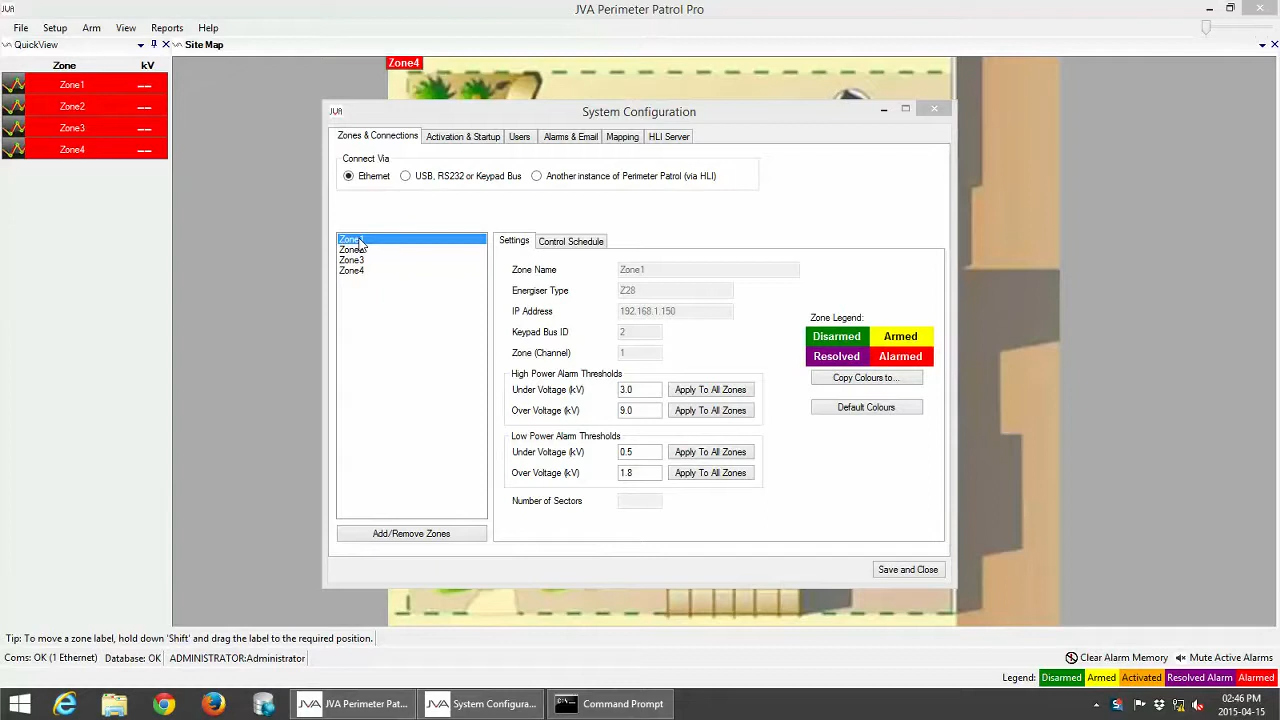 JVA Perimeter Patrol Pro
File Setup Arm View Reports Help
QuickView
Site Map
Zone kV
Zone1 --
Zone2 --
Zone3 --
Zone4 --
Zone4
JVA System Configuration
Zones & Connections Activation & Startup Users Alarms & Email Mapping HLI Server
Connect Via
Ethernet USB, RS232 or Keypad Bus Another instance of Perimeter Patrol (via HLI)
Zone1
Zone2
Zone3
Zone4
Add/Remove Zones
Settings Control Schedule
Zone Name Zone1
Energiser Type Z28
IP Address 192.168.1.150
Keypad Bus ID 2
Zone (Channel) 1
High Power Alarm Thresholds
Under Voltage (kV) 3.0 Apply To All Zones
Over Voltage (kV) 9.0 Apply To All Zones
Low Power Alarm Thresholds
Under Voltage (kV) 0.5 Apply To All Zones
Over Voltage (kV) 1.8 Apply To All Zones
Number of Sectors
Zone Legend:
Disarmed Armed
Resolved Alarmed
Copy Colours to...
Default Colours
Save and Close
Tip: To move a zone label, hold down 'Shift' and drag the label to the required position.
Coms: OK (1 Ethernet) Database: OK ADMINISTRATOR:Administrator
Clear Alarm Memory Mute Active Alarms
Legend: Disarmed Armed Activated Resolved Alarm Alarmed
JVA JVA Perimeter Pat... JVA System Configura... Command Prompt
02:46 PM
2015-04-15